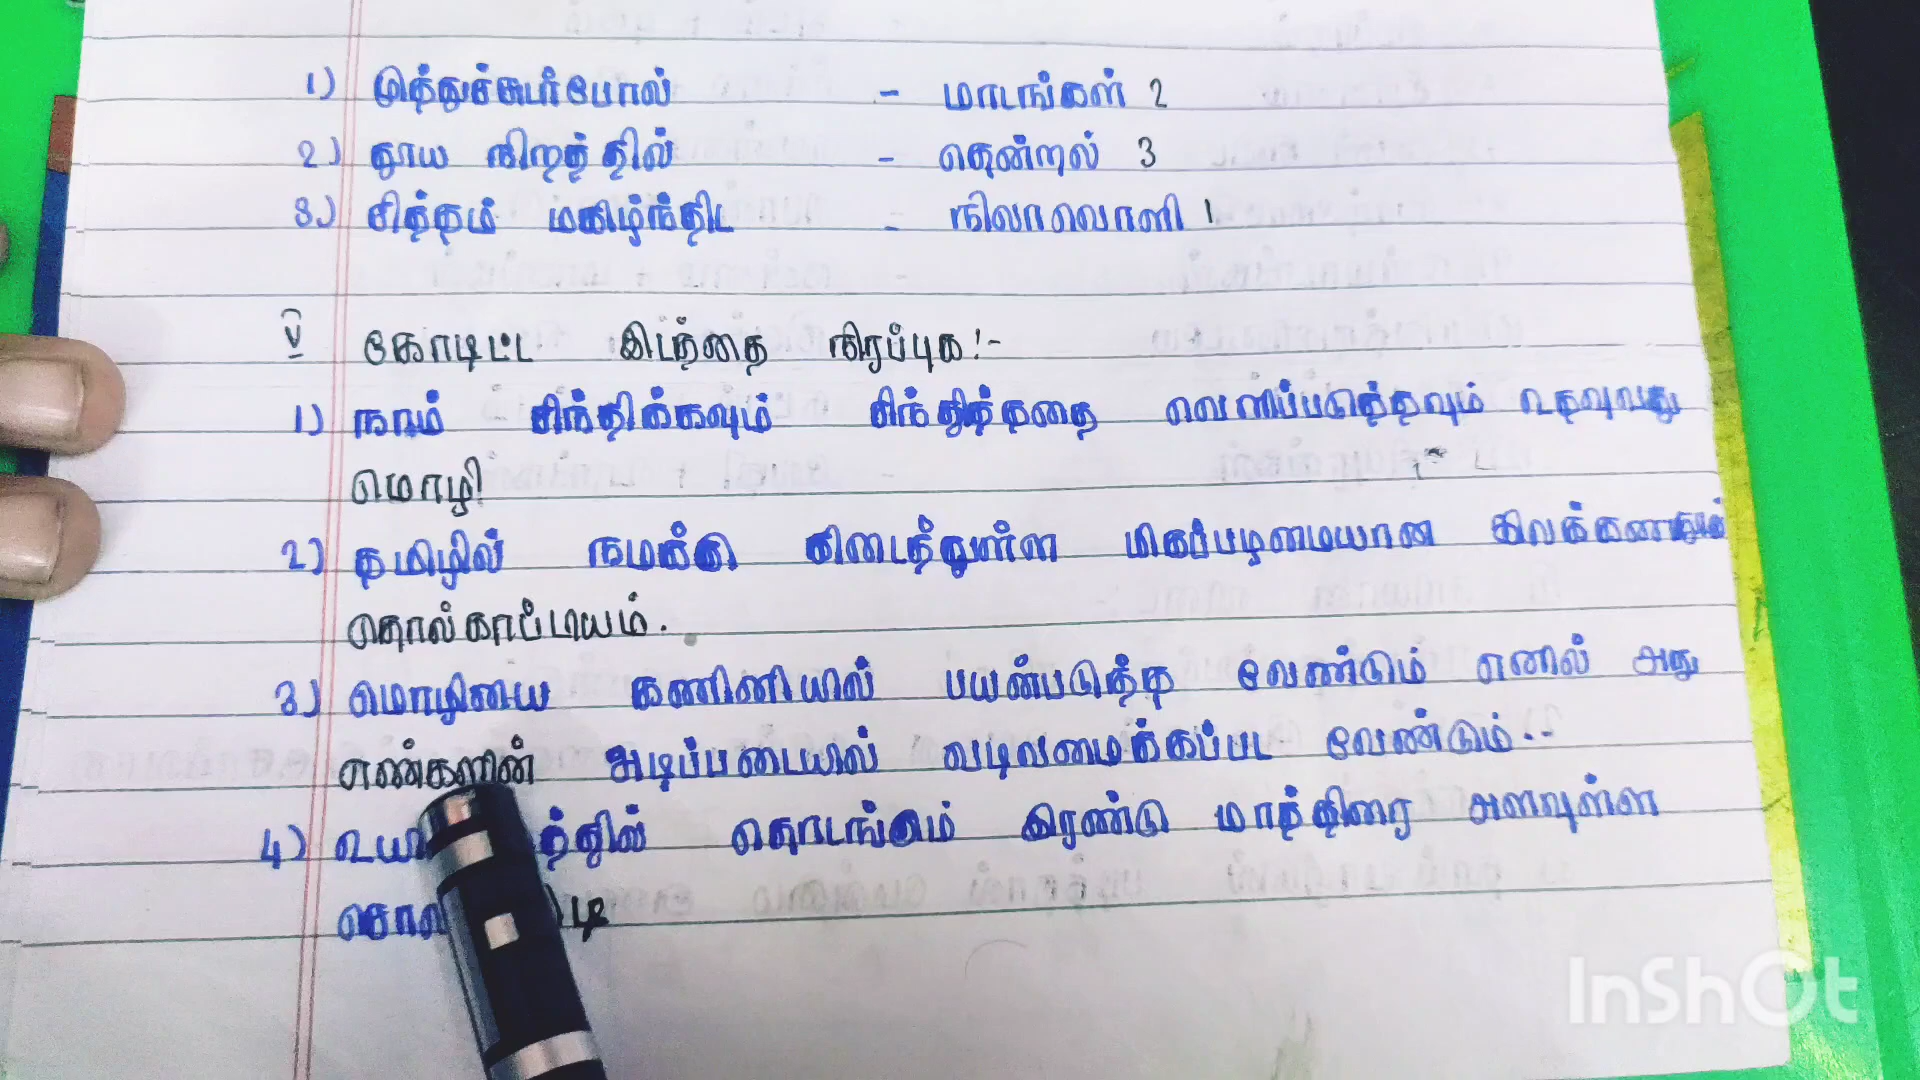 1) முத்துச்சுடர்போல் - மாடங்கள் 2
2) தூய நிறத்தில் - தென்றல் 3
3) சித்தம் மகிழ்ந்திட - நிலாஒொளி 1
V கோடிட்ட இடத்தை நிரப்புக:-
1) நாம் சிந்திக்கவும் சிந்தித்ததை வெளிப்படுத்தவும் உதவுவது
மொழி
2) தமிழில் நமக்கு கிடைத்துள்ள மிகப்பழமையான இலக்கணநூல்
தொல்காப்பியம்.
3) மொழியை கணினியில் பயன்படுத்த வேண்டும் எனில் அது
எண்களின் அடிப்படையில் வடிவமைக்கப்பட வேண்டும்..
4) தொடங்கும் இரண்டு மாத்திரை அளவுள்ள
InShOt